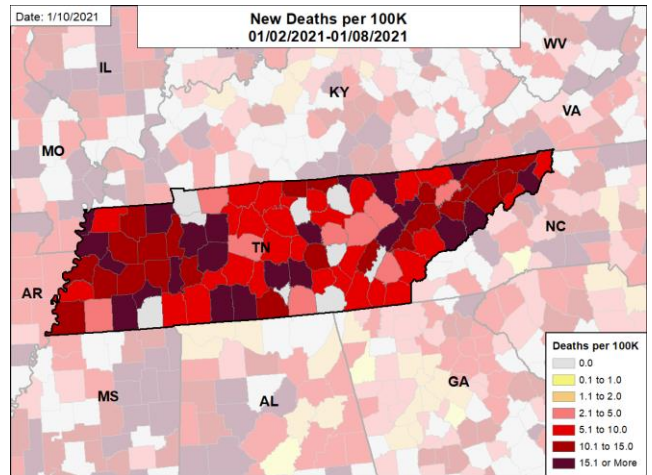 Date: 1/10/2021
New Deaths per 100K
01/02/2021-01/08/2021
WV
IL
KY
VA
MO
TN
NC
AR
MS
AL
GA
Deaths per 100K
0.0
0.1 to 1.0
1.1 to 2.0
2.1 to 5.0
5.1 to 10.0
10.1 to 15.0
15.1 or More